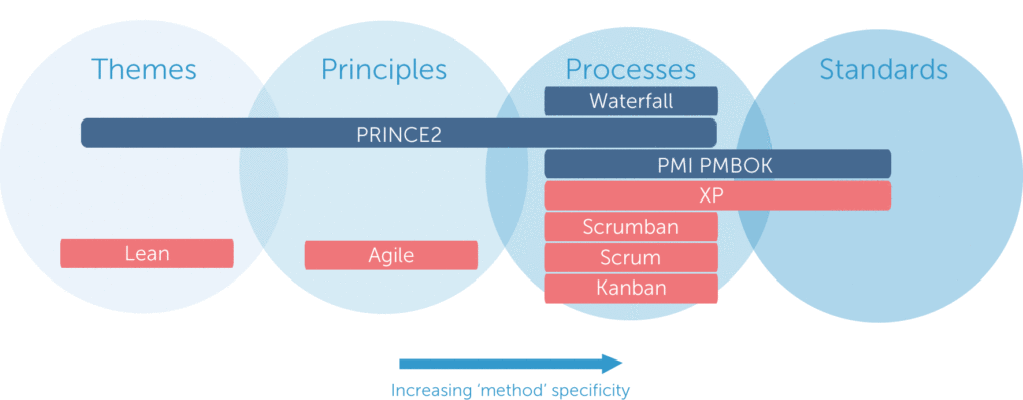 Themes
Principles
Processes
Standards
Waterfall
PRINCE2
PMI PMBOK
XP
Scrumban
Lean
Agile
Scrum
Kanban
Increasing ‘method’ specificity